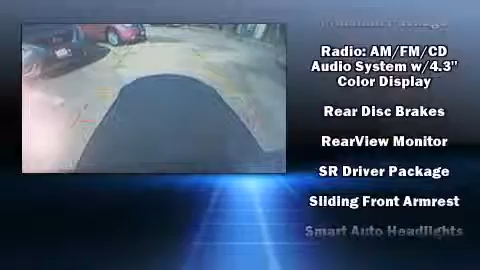 Radio: AM/FM/CD
Audio System w/4.3"
Color Display
Rear Disc Brakes
RearView Monitor
SR Driver Package
Sliding Front Armrest
Smart Auto Headlights